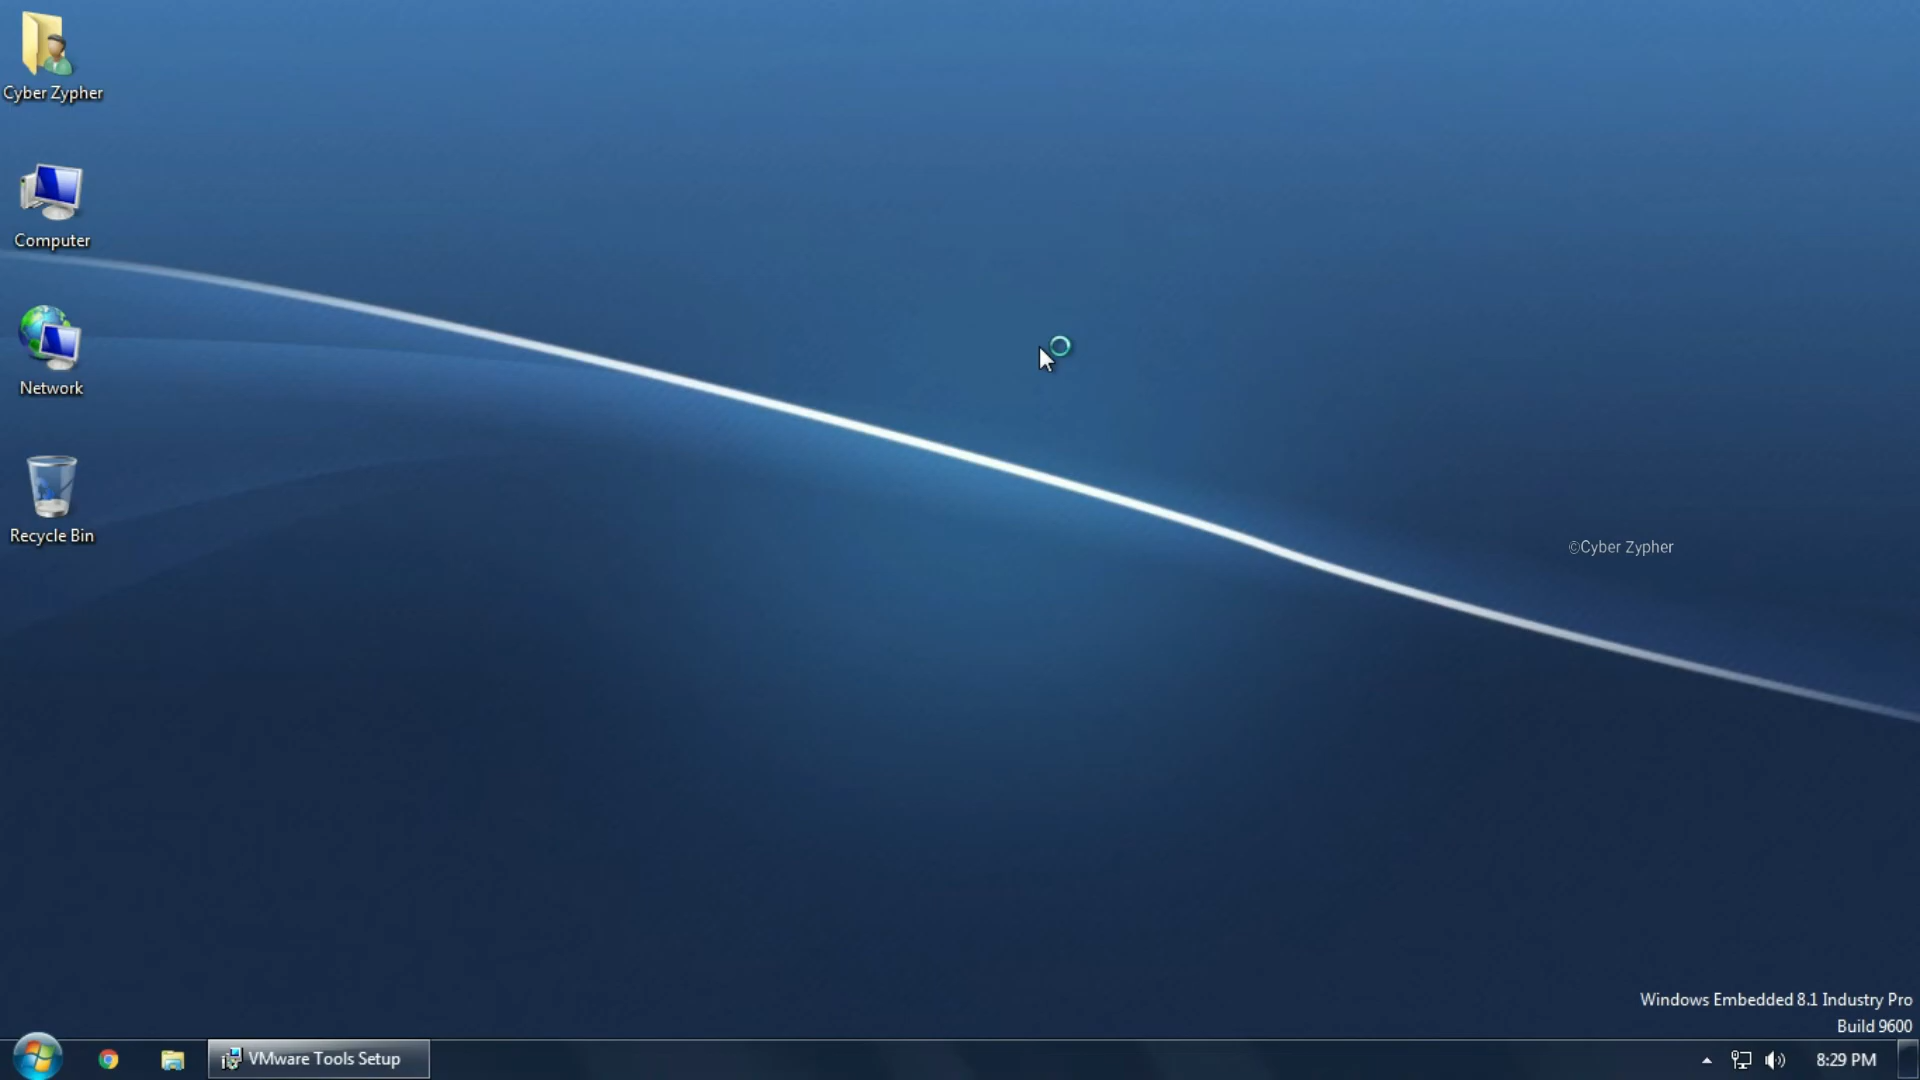 Cyber Zypher
Computer
Network
Recycle Bin
©Cyber Zypher
Windows Embedded 8.1 Industry Pro
Build 9600
VMware Tools Setup
8:29 PM